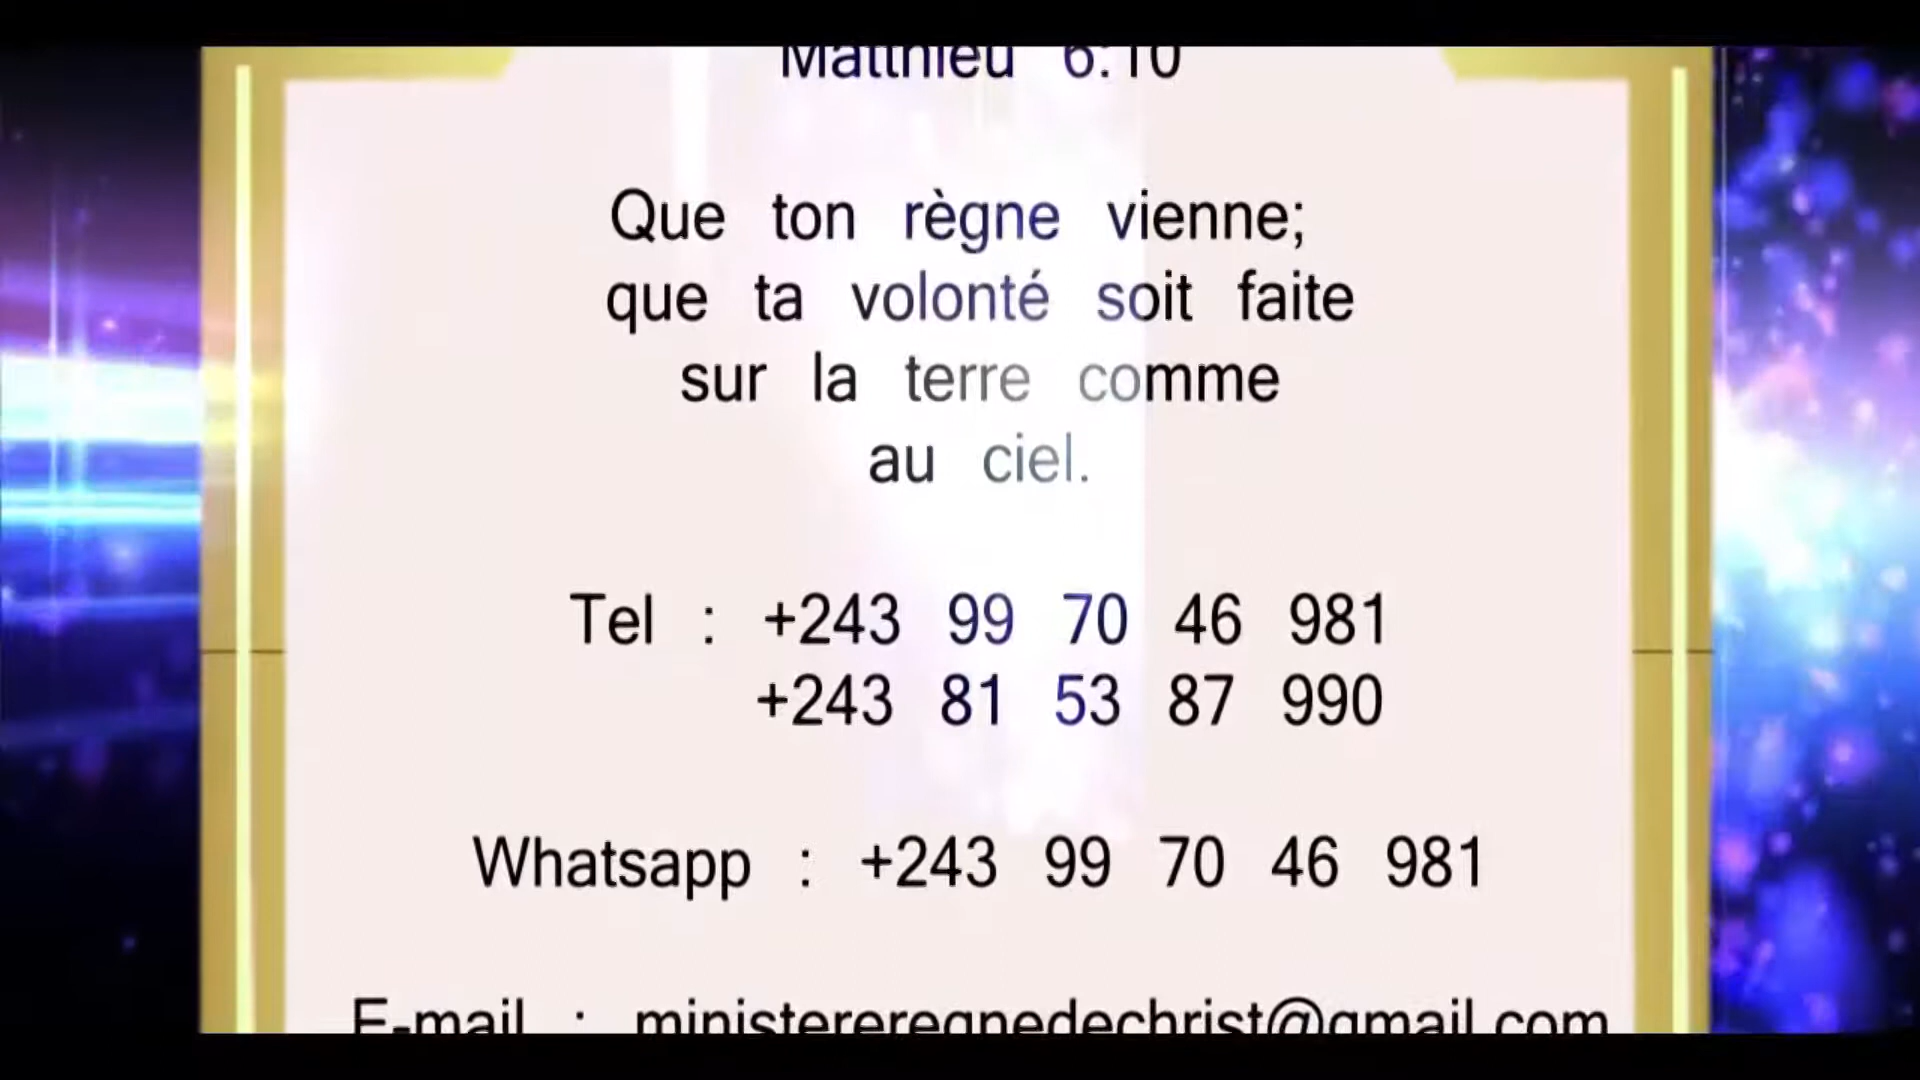 Matthieu 6:10
Que ton règne vienne;
que ta volonté soit faite
sur la terre comme
au ciel.
Tel : +243 99 70 46 981
+243 81 53 87 990
Whatsapp : +243 99 70 46 981
E-mail : ministereregnedechrist@gmail.com